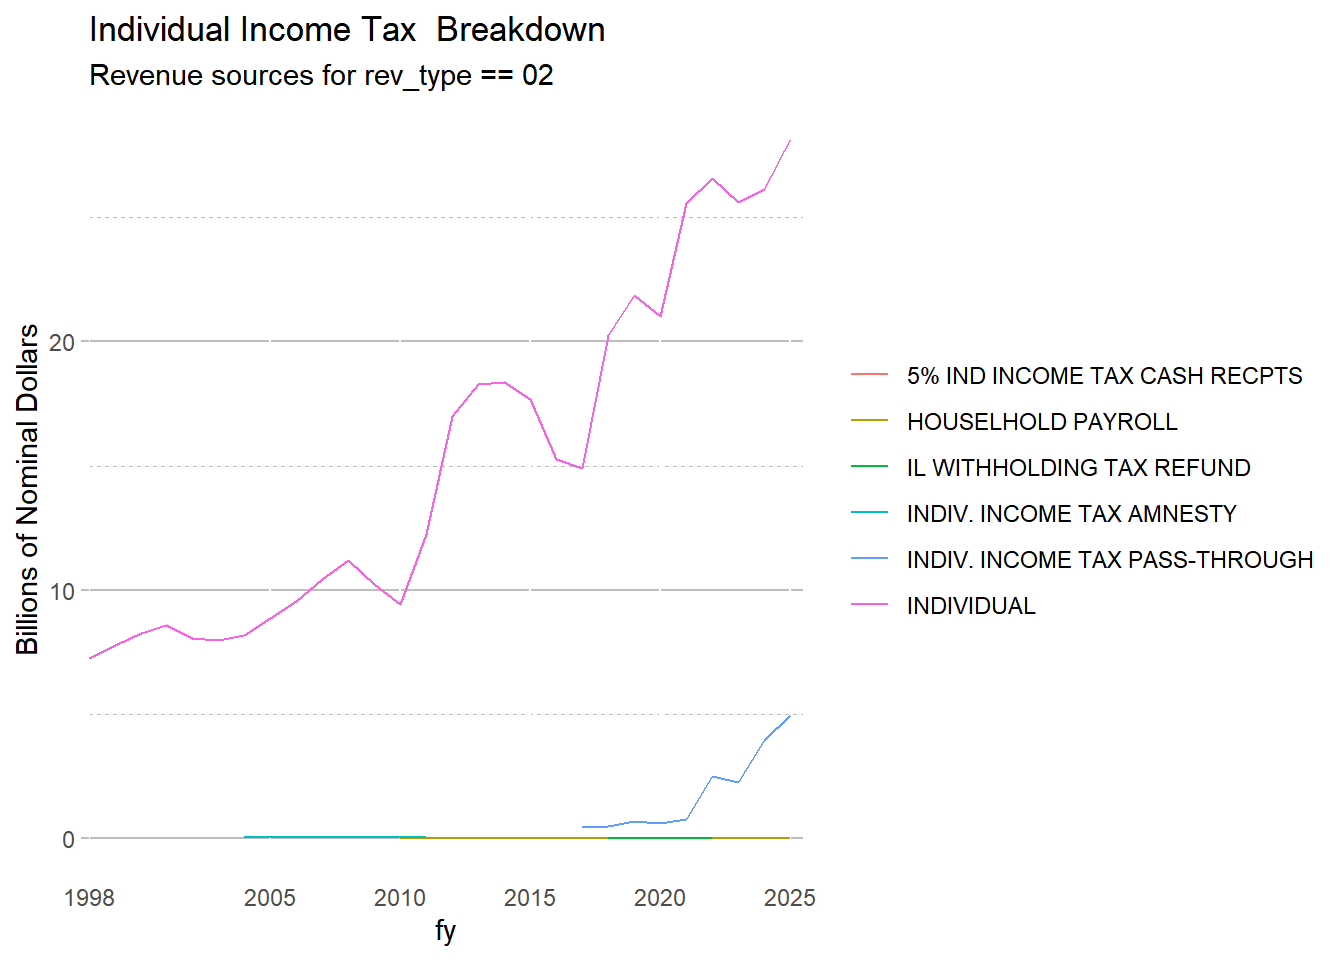 Individual Income Tax  Breakdown
Revenue sources for rev_type == 02
Billions of Nominal Dollars
20
10
0
1998 2005 2010 2015 2020 2025
fy
5% IND INCOME TAX CASH RECPTS
HOUSELHOLD PAYROLL
IL WITHHOLDING TAX REFUND
INDIV. INCOME TAX AMNESTY
INDIV. INCOME TAX PASS-THROUGH
INDIVIDUAL